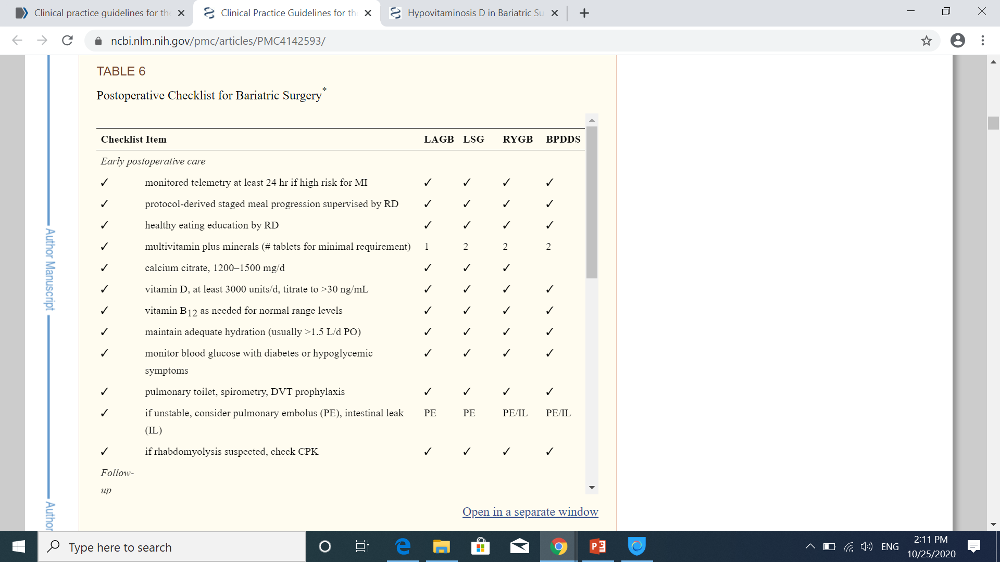 Clinical practice guidelines for the
Clinical Practice Guidelines for th
Hypovitaminosis D in Bariatric Su
ncbi.nlm.nih.gov/pmc/articles/PMC4142593/
TABLE 6
Postoperative Checklist for Bariatric Surgery*
Checklist Item LAGB LSG RYGB BPDDS
Early postoperative care
✓ monitored telemetry at least 24 hr if high risk for MI ✓ ✓ ✓ ✓
✓ protocol-derived staged meal progression supervised by RD ✓ ✓ ✓ ✓
✓ healthy eating education by RD ✓ ✓ ✓ ✓
✓ multivitamin plus minerals (# tablets for minimal requirement) 1 2 2 2
✓ calcium citrate, 1200–1500 mg/d ✓ ✓ ✓
✓ vitamin D, at least 3000 units/d, titrate to >30 ng/mL ✓ ✓ ✓ ✓
✓ vitamin B12 as needed for normal range levels ✓ ✓ ✓ ✓
✓ maintain adequate hydration (usually >1.5 L/d PO) ✓ ✓ ✓ ✓
✓ monitor blood glucose with diabetes or hypoglycemic ✓ ✓ ✓ ✓
symptoms
✓ pulmonary toilet, spirometry, DVT prophylaxis ✓ ✓ ✓ ✓
✓ if unstable, consider pulmonary embolus (PE), intestinal leak PE PE PE/IL PE/IL
(IL)
✓ if rhabdomyolysis suspected, check CPK ✓ ✓ ✓ ✓
Follow-
up
Open in a separate window
Author Manuscript
Author
Type here to search
ENG
2:11 PM
10/25/2020